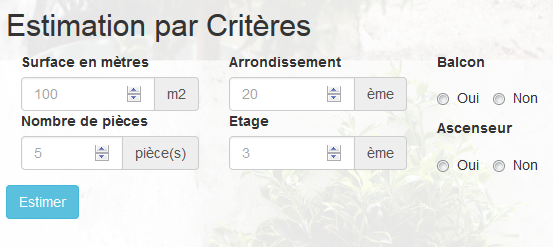 Estimation par Critères
Surface en mètres Arrondissement Balcon
100 m2 20 ème Oui Non
Nombre de pièces Etage Ascenseur
5 pièce(s) 3 ème Oui Non
Estimer